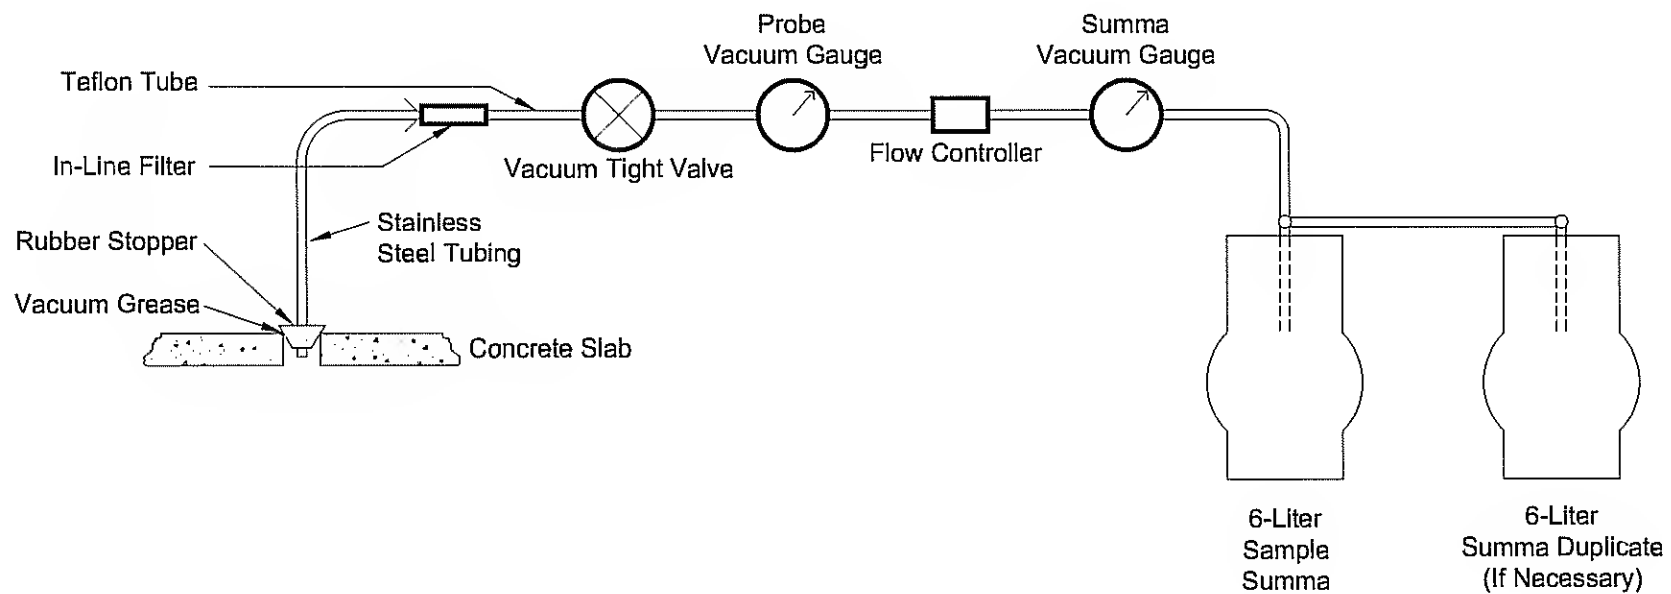 Probe
Vacuum Gauge
Summa
Vacuum Gauge
Teflon Tube
In-Line Filter
Vacuum Tight Valve
Flow Controller
Stainless
Steel Tubing
Rubber Stopper
Vacuum Grease
Concrete Slab
6-Liter
Sample
Summa
6-Liter
Summa Duplicate
(If Necessary)